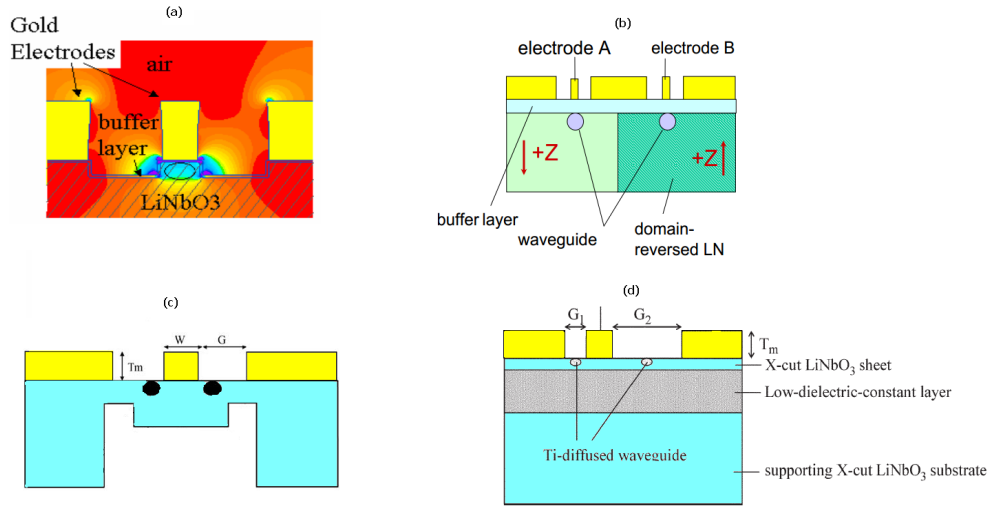 (a)
Gold
Electrodes
air
buffer
layer
LiNbO3
(b)
electrode A
electrode B
+Z
+Z
buffer layer
waveguide
domain-
reversed LN
(c)
W
G
Tm
(d)
G1
G2
Tm
X-cut LiNbO3 sheet
Low-dielectric-constant layer
Ti-diffused waveguide
supporting X-cut LiNbO3 substrate